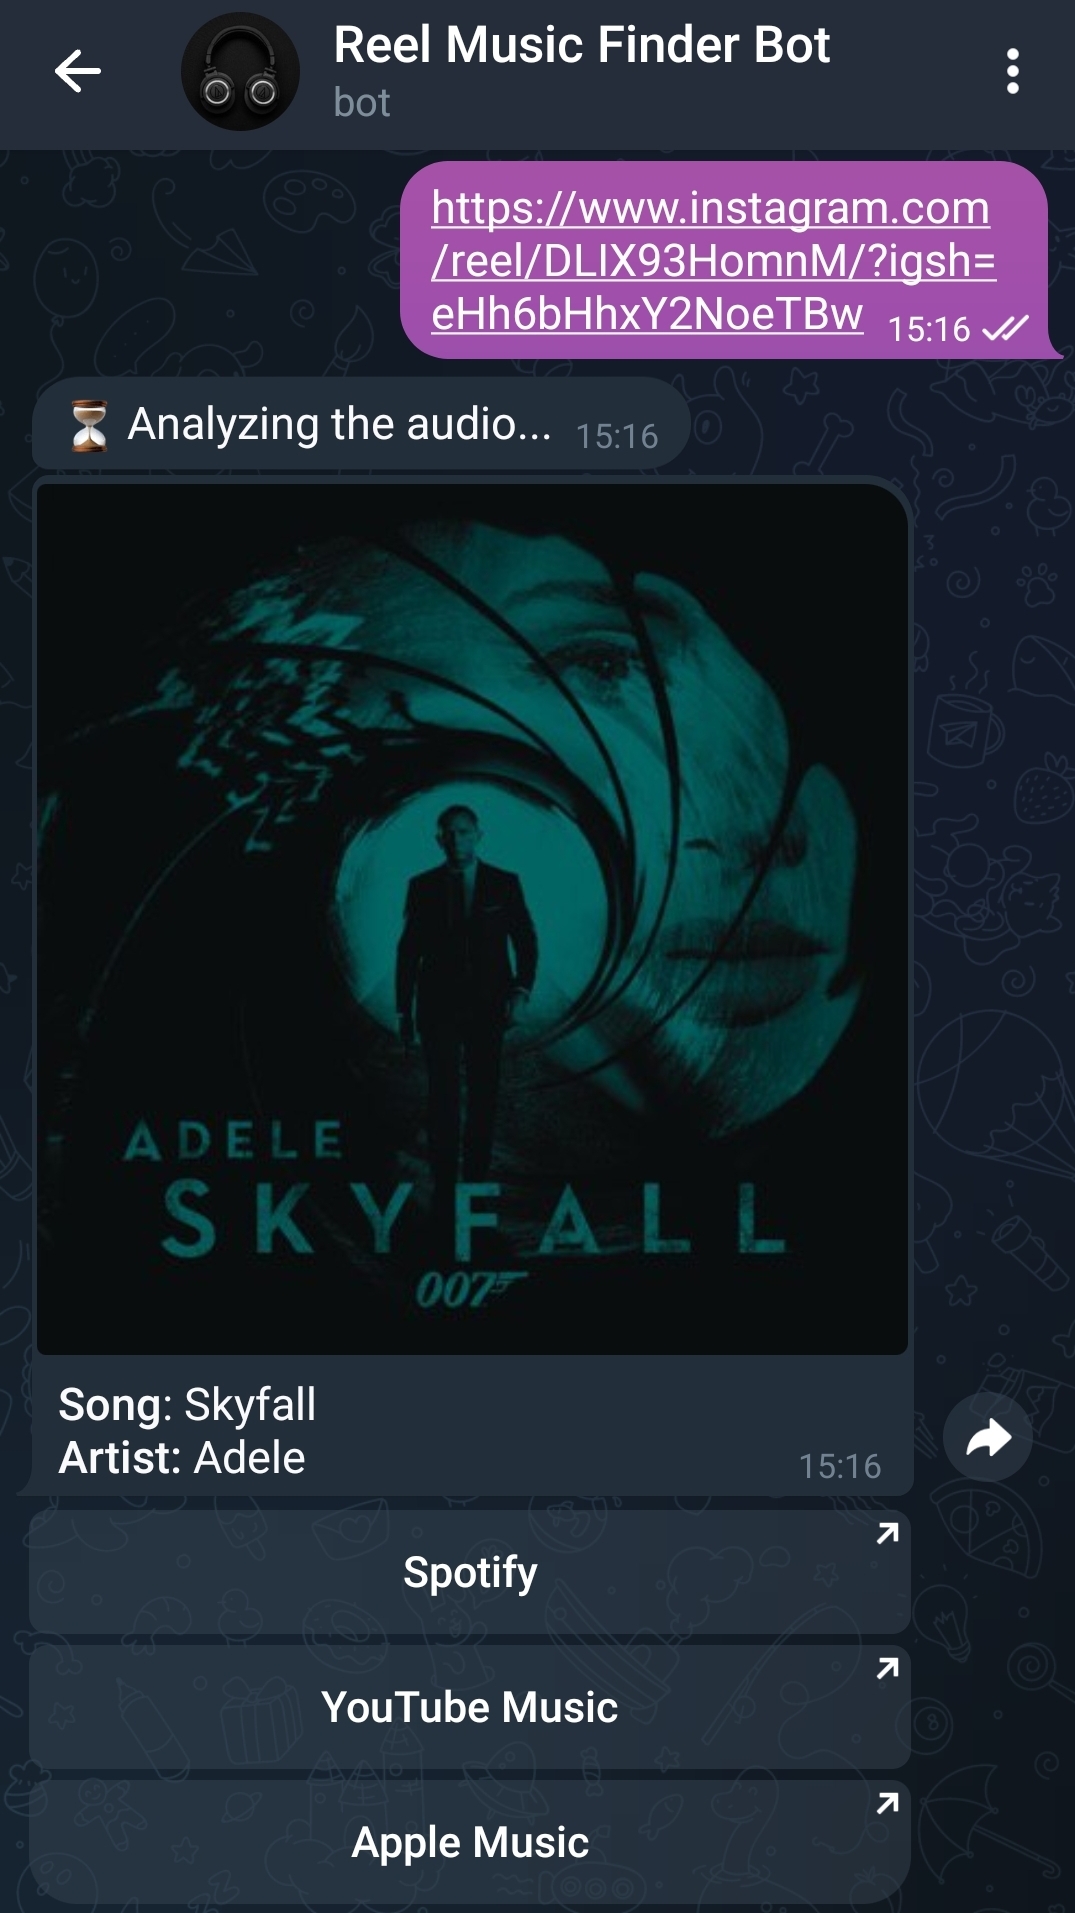 Reel Music Finder Bot
bot
https://www.instagram.com
/reel/DLIX93HomnM/?igsh=
eHh6bHhxY2NoeTBw 15:16
⏳ Analyzing the audio... 15:16
ADELE
SKYFALL
007
Song: Skyfall
Artist: Adele
15:16
Spotify
YouTube Music
Apple Music